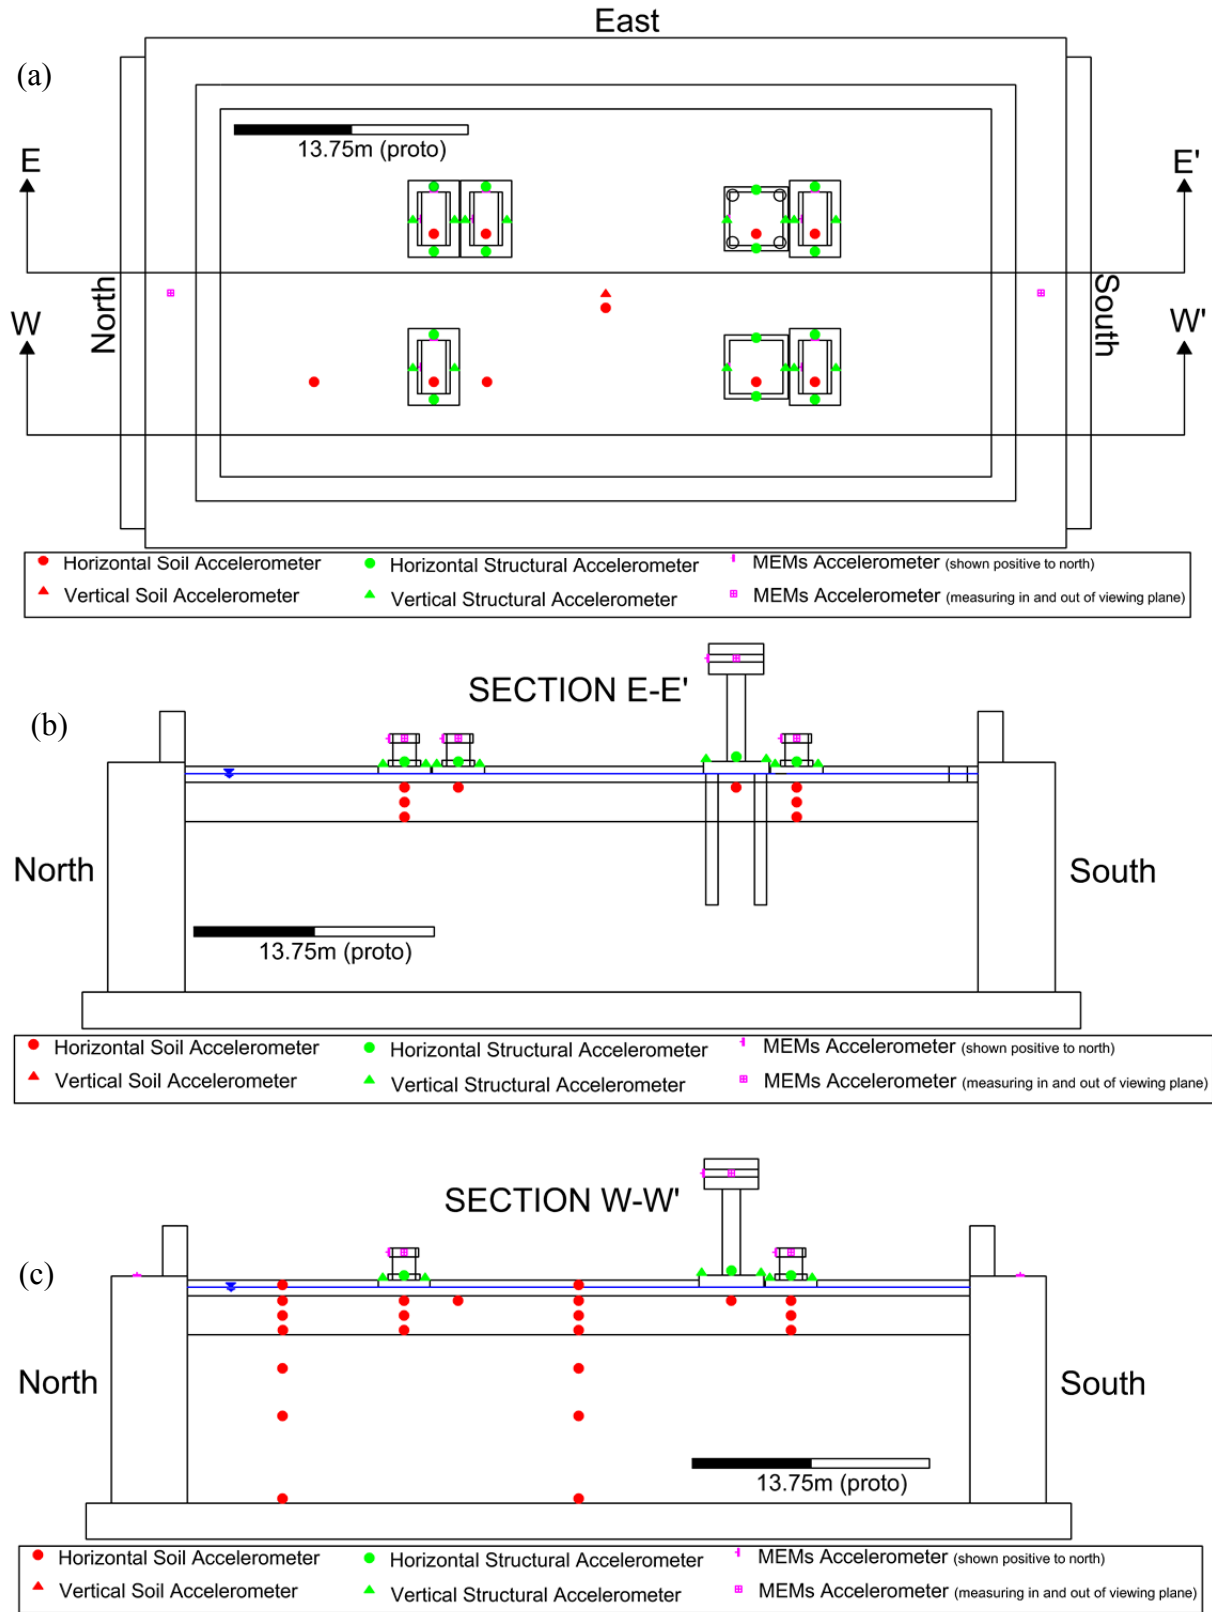 East
(a)
13.75m (proto)
E
E'
North
South
W
W'
Horizontal Soil Accelerometer
Horizontal Structural Accelerometer
MEMs Accelerometer (shown positive to north)
Vertical Soil Accelerometer
Vertical Structural Accelerometer
MEMs Accelerometer (measuring in and out of viewing plane)
SECTION E-E'
(b)
North
South
13.75m (proto)
Horizontal Soil Accelerometer
Horizontal Structural Accelerometer
MEMs Accelerometer (shown positive to north)
Vertical Soil Accelerometer
Vertical Structural Accelerometer
MEMs Accelerometer (measuring in and out of viewing plane)
SECTION W-W'
(c)
North
South
13.75m (proto)
Horizontal Soil Accelerometer
Horizontal Structural Accelerometer
MEMs Accelerometer (shown positive to north)
Vertical Soil Accelerometer
Vertical Structural Accelerometer
MEMs Accelerometer (measuring in and out of viewing plane)